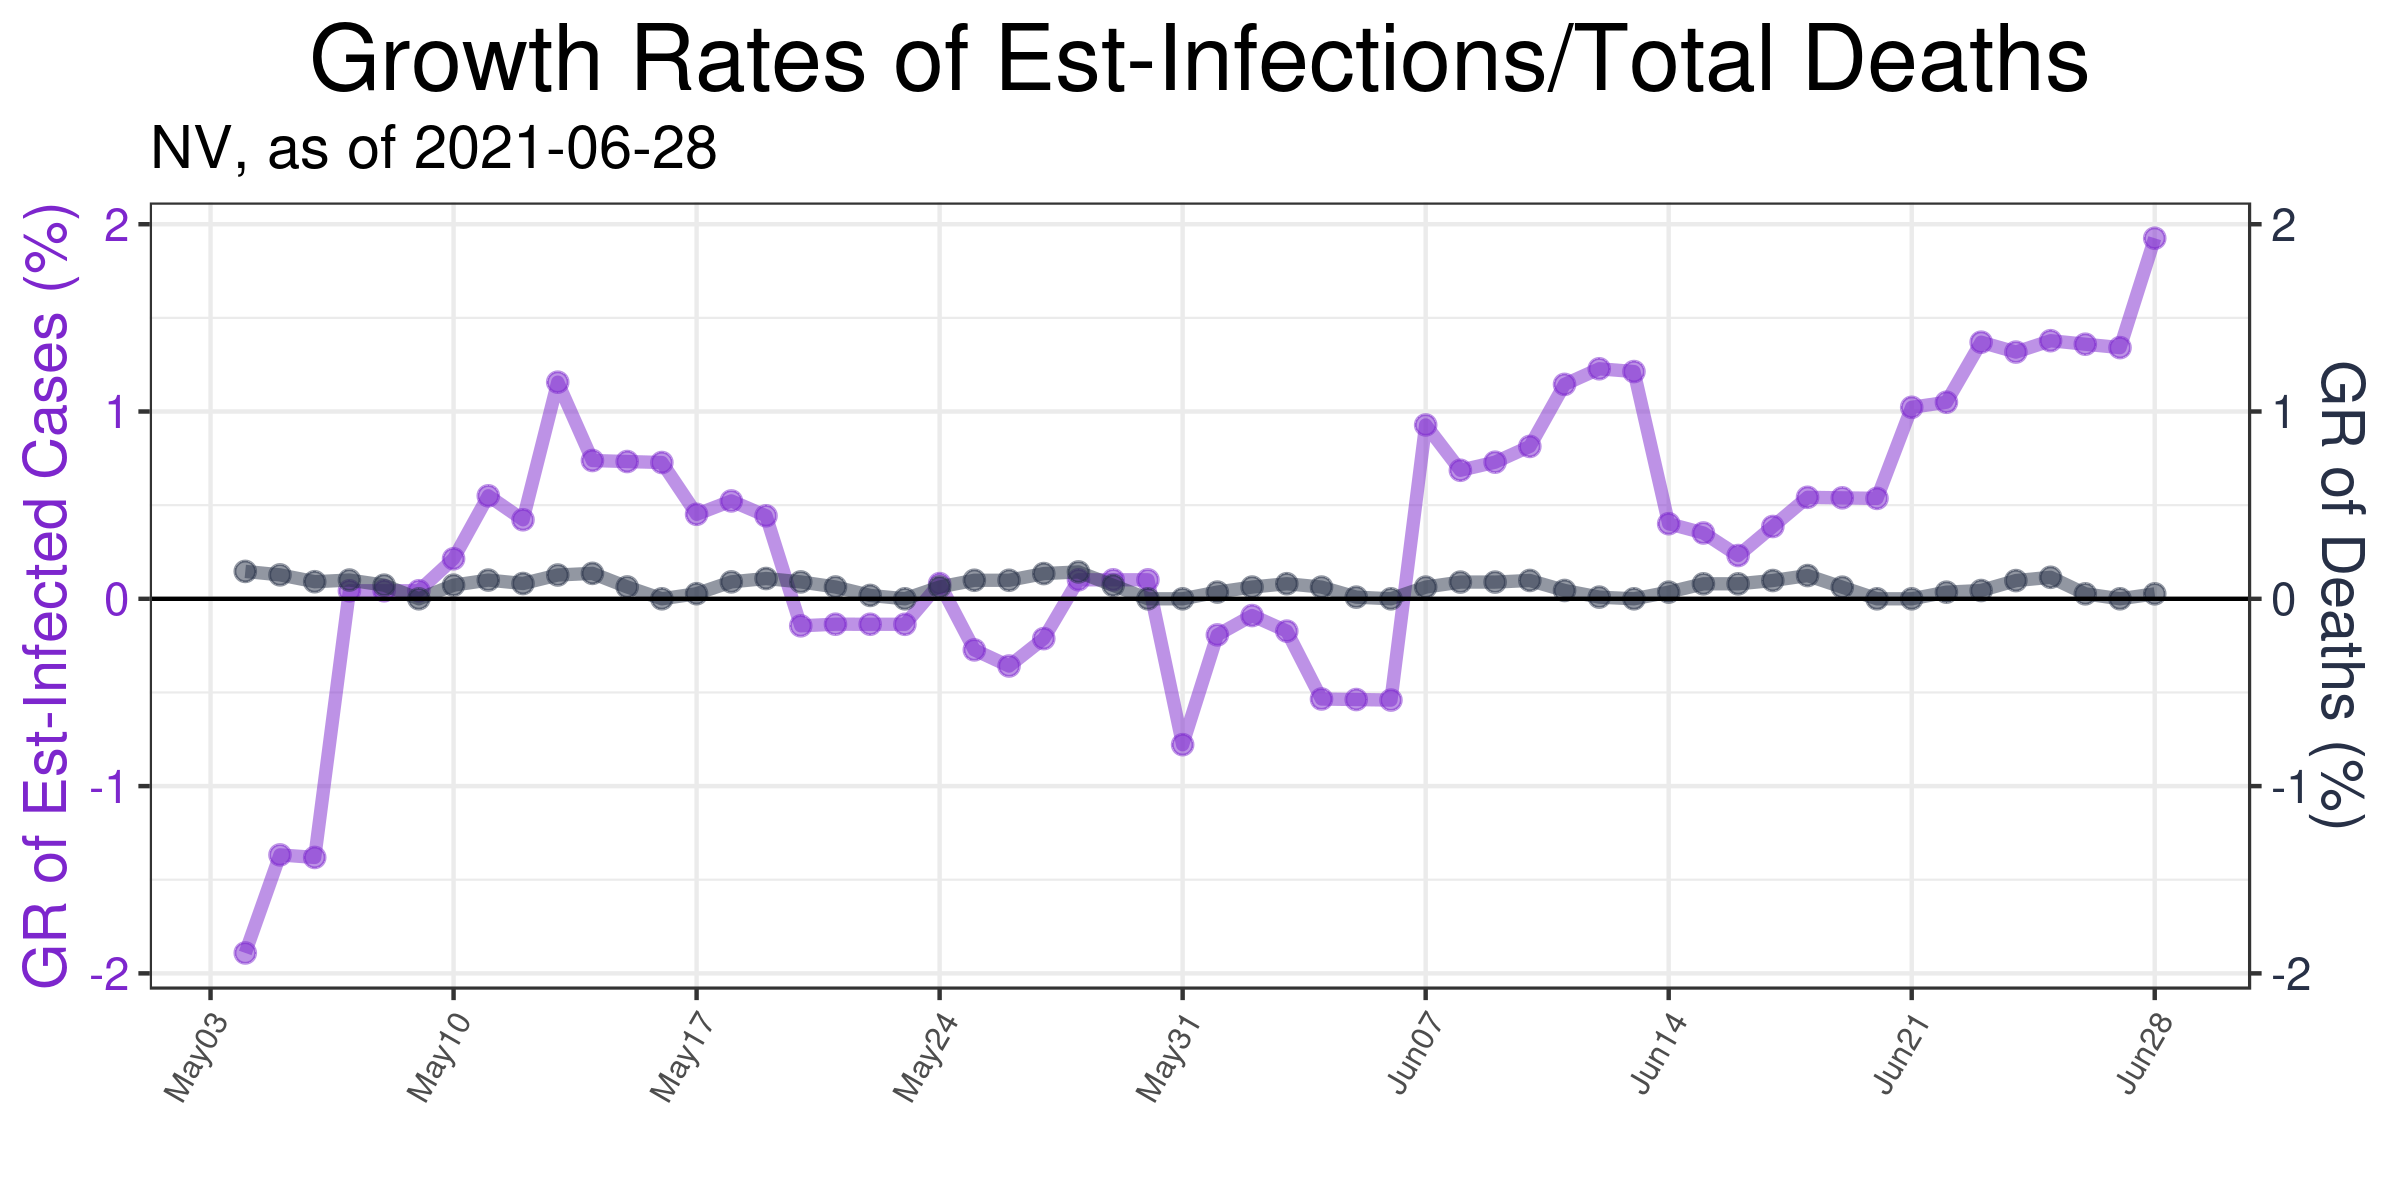 Growth Rates of Est-Infections/Total Deaths
NV, as of 2021-06-28
GR of Est-Infected Cases (%)
2
1
0
-1
-2
2
1
0
-1
-2
GR of Deaths (%)
May03
May10
May17
May24
May31
Jun07
Jun14
Jun21
Jun28